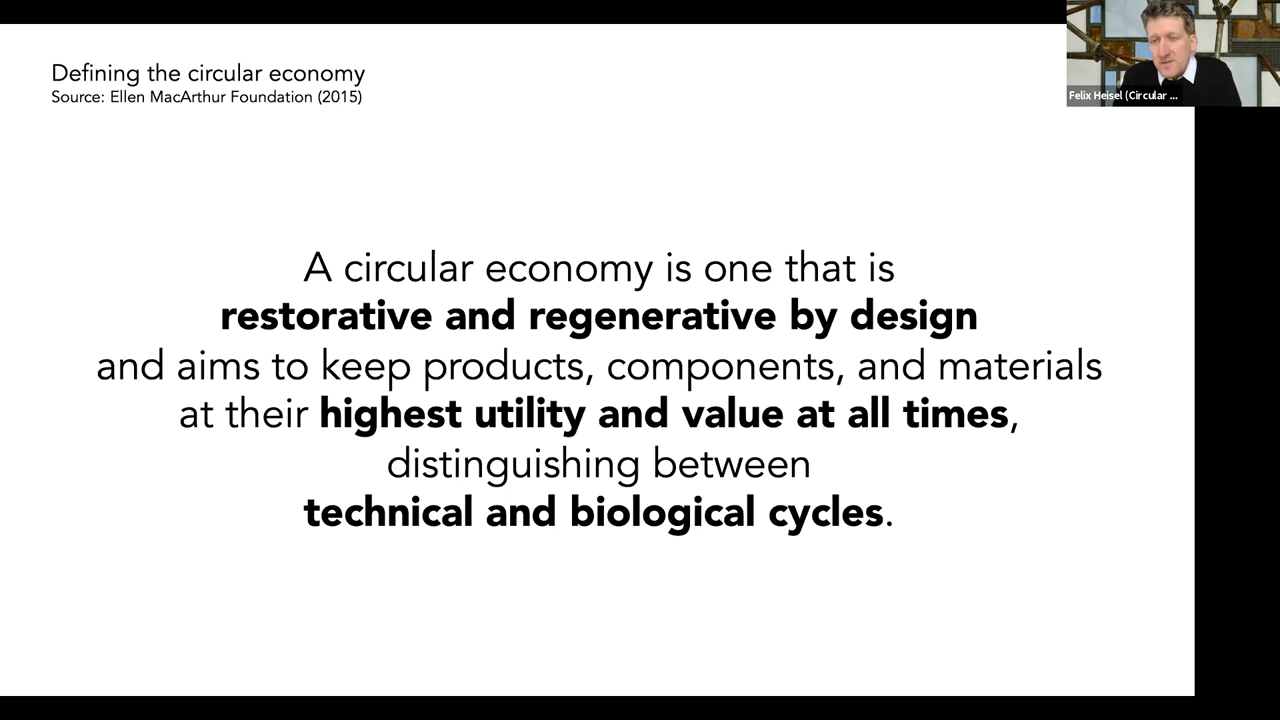 Defining the circular economy
Source: Ellen MacArthur Foundation (2015)
Felix Heisel (Circular ...
A circular economy is one that is
restorative and regenerative by design
and aims to keep products, components, and materials
at their highest utility and value at all times,
distinguishing between
technical and biological cycles.